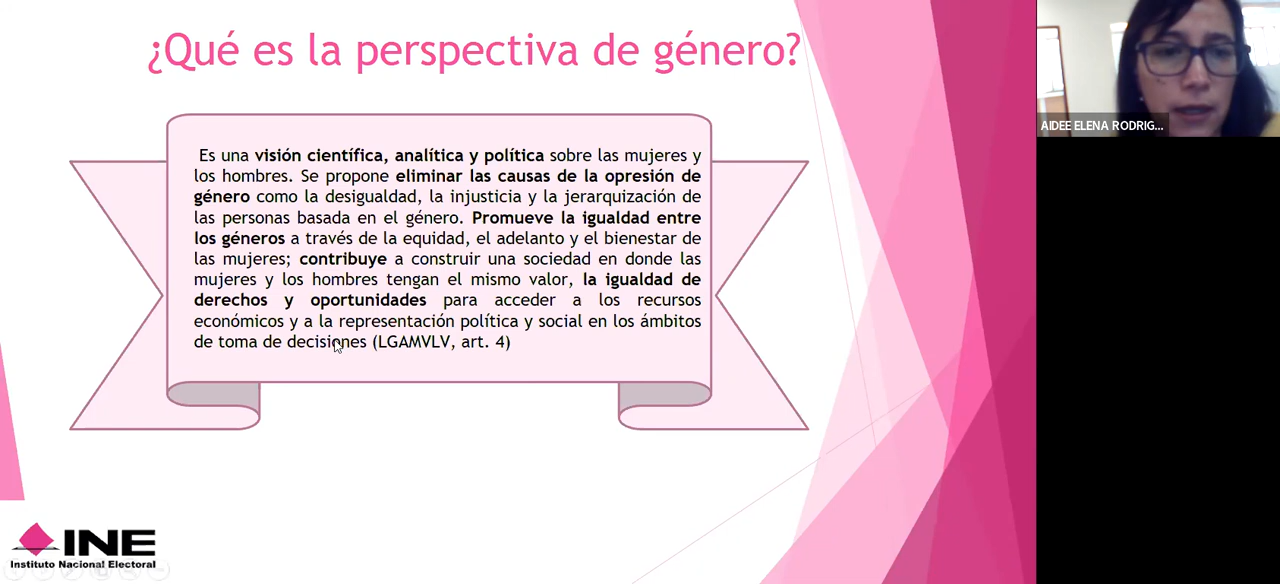 ¿Qué es la perspectiva de género?
AIDEE ELENA RODRIG...
Es una visión científica, analítica y política sobre las mujeres y
los hombres. Se propone eliminar las causas de la opresión de
género como la desigualdad, la injusticia y la jerarquización de
las personas basada en el género. Promueve la igualdad entre
los géneros a través de la equidad, el adelanto y el bienestar de
las mujeres; contribuye a construir una sociedad en donde las
mujeres y los hombres tengan el mismo valor, la igualdad de
derechos y oportunidades para acceder a los recursos
económicos y a la representación política y social en los ámbitos
de toma de decisiones (LGAMVLV, art. 4)
INE
Instituto Nacional Electoral